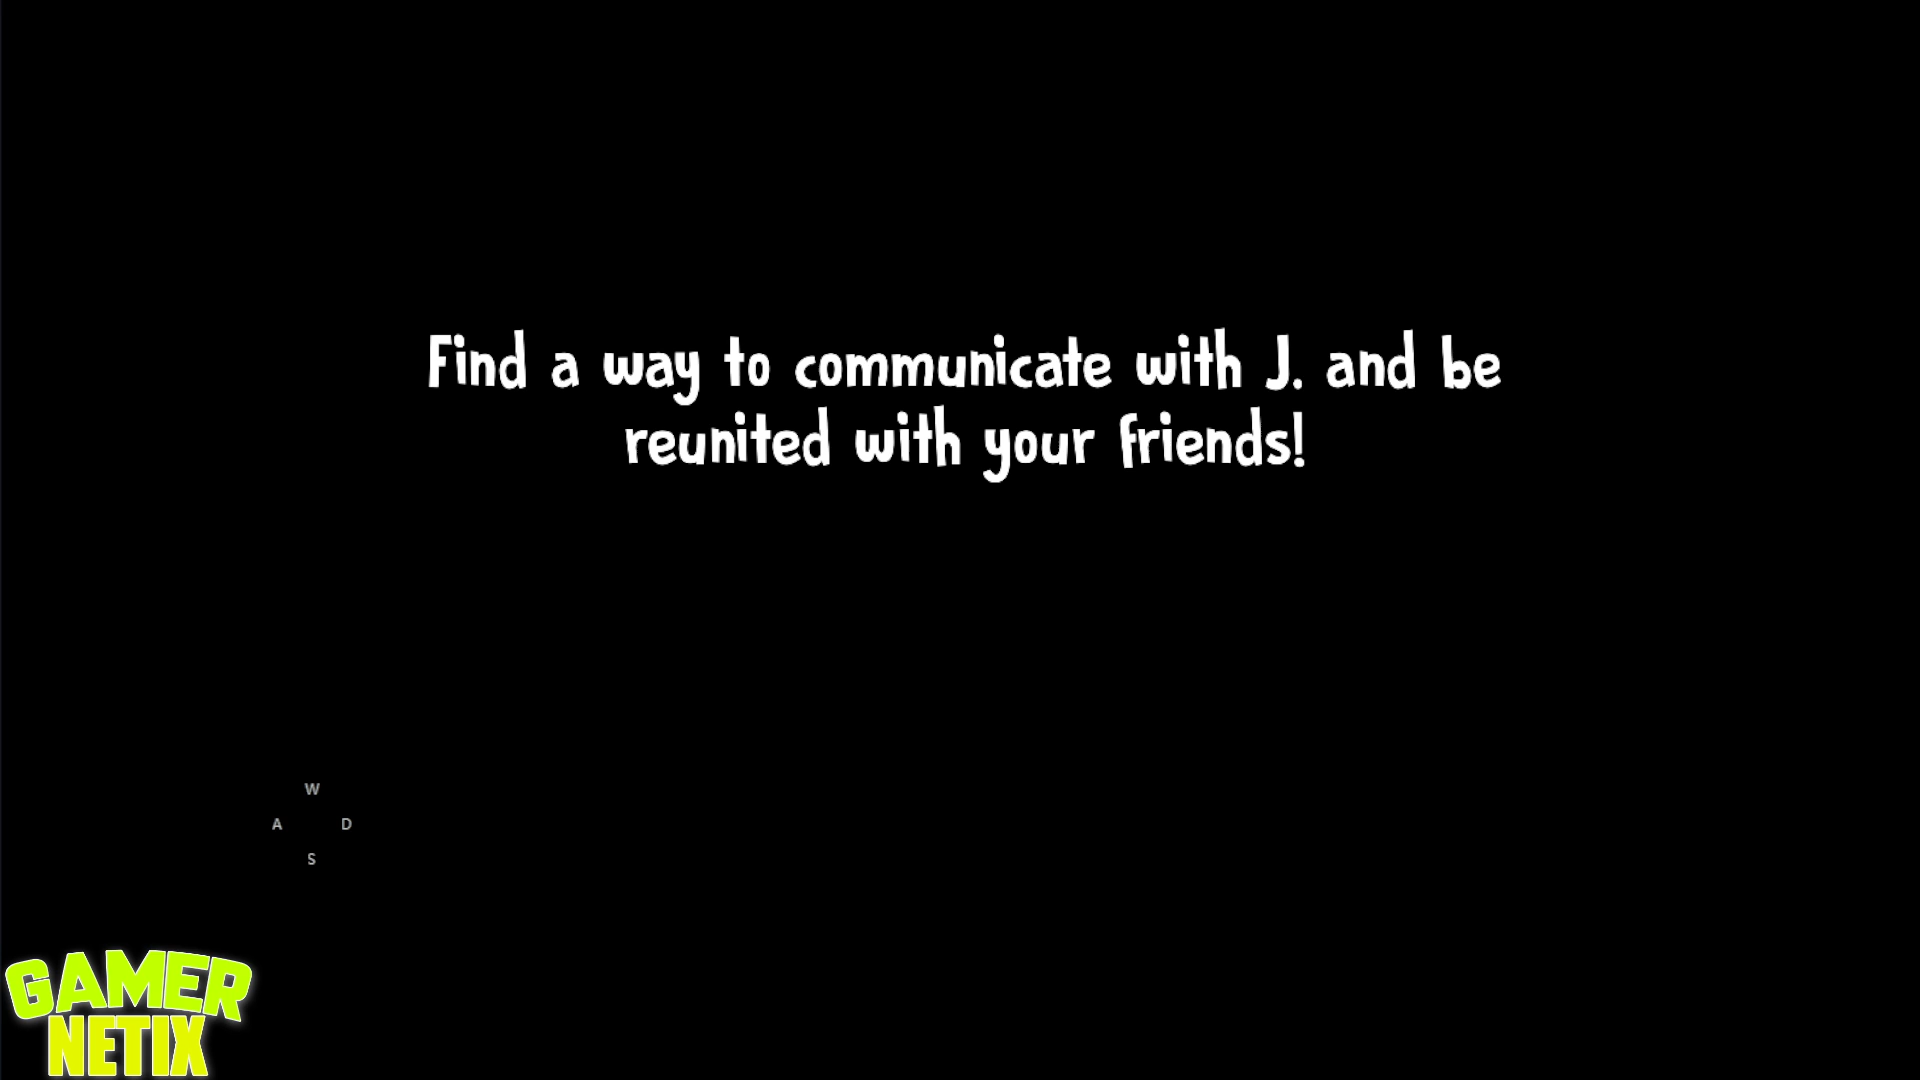 Find a way to communicate with J. and be
reunited with your friends!
W
A D
S
GAMER
NETIX